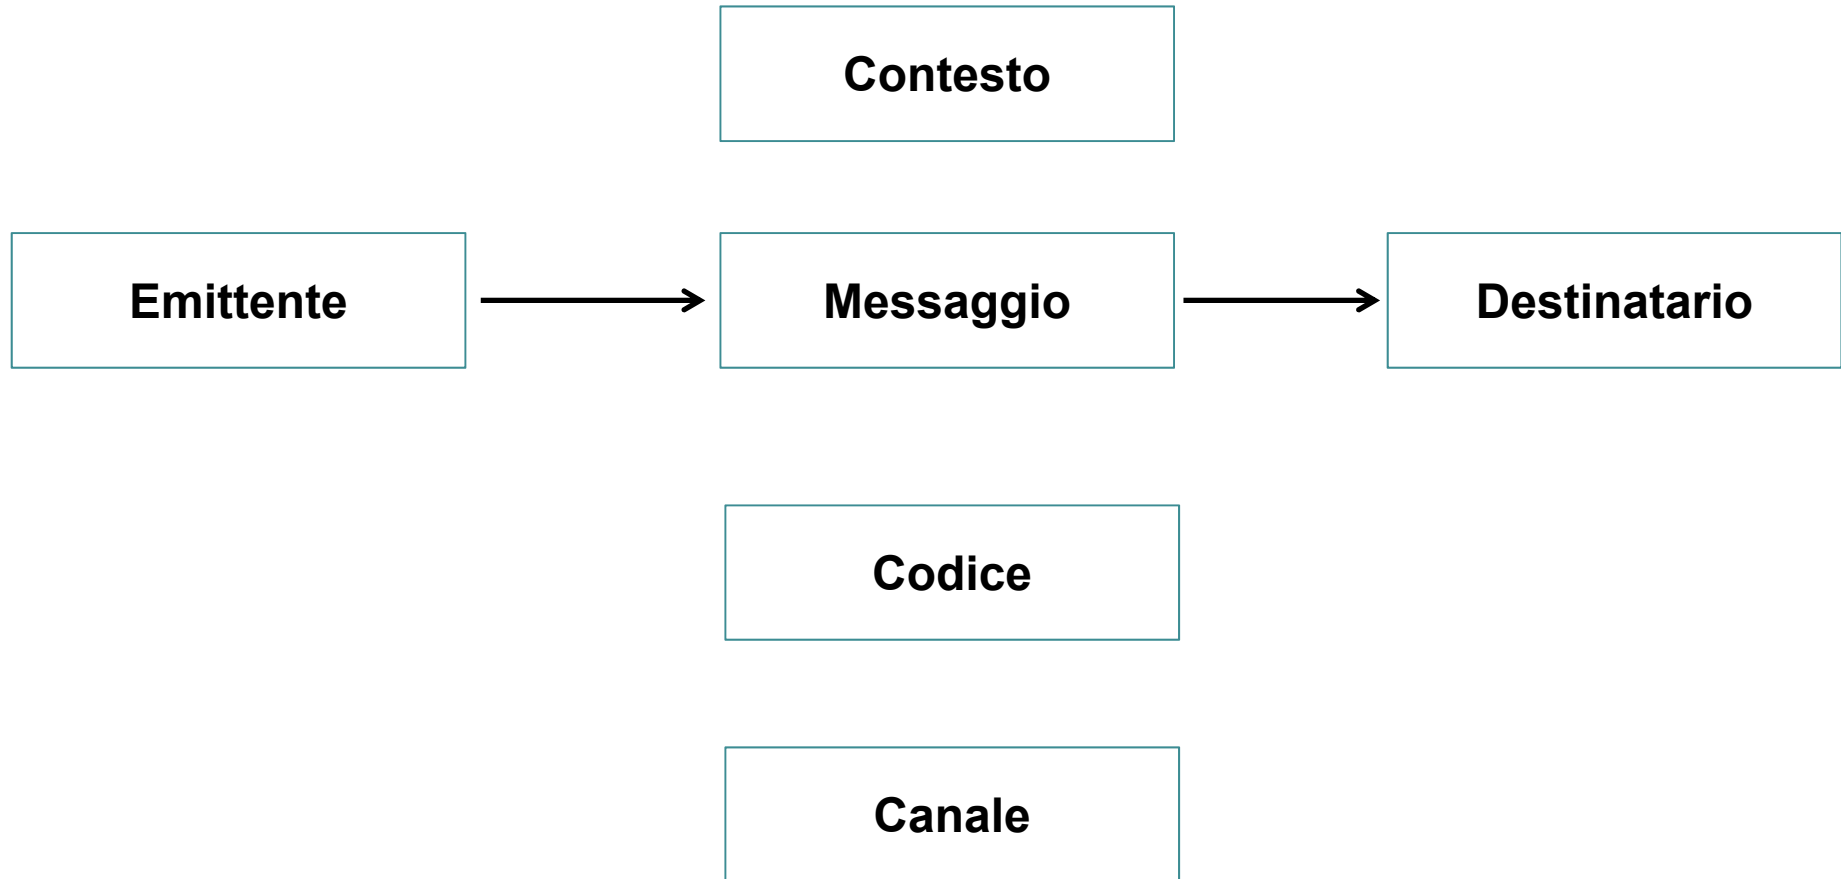 Contesto
Emittente
Messaggio
Destinatario
Codice
Canale